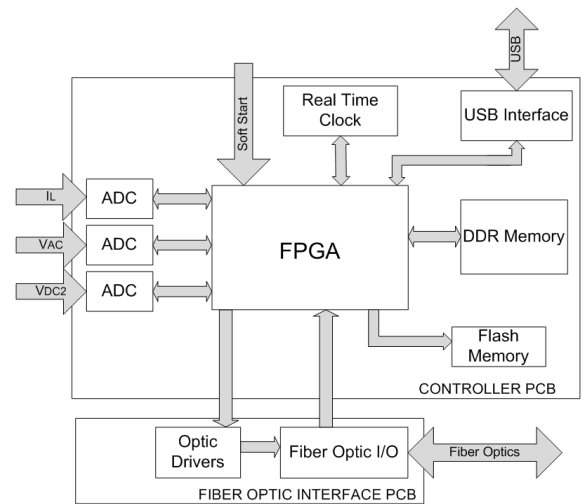 USB
Soft Start
Real Time
Clock
USB Interface
IL
ADC
VAC
ADC
VDC2
ADC
FPGA
DDR Memory
Flash
Memory
CONTROLLER PCB
Optic
Drivers
Fiber Optic I/O
Fiber Optics
FIBER OPTIC INTERFACE PCB